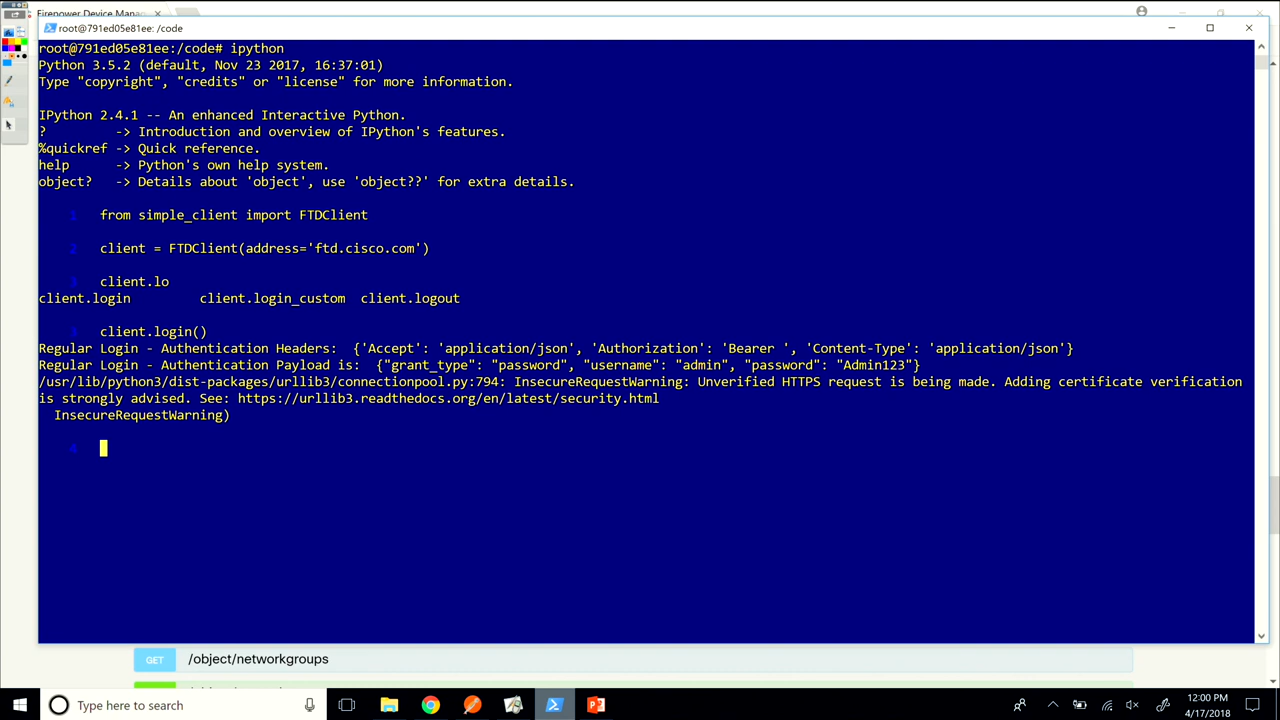 Firepower Device Mana
root@791ed05e81ee: /code
root@791ed05e81ee:/code# ipython
Python 3.5.2 (default, Nov 23 2017, 16:37:01)
Type "copyright", "credits" or "license" for more information.
IPython 2.4.1 -- An enhanced Interactive Python.
? -> Introduction and overview of IPython's features.
%quickref -> Quick reference.
help -> Python's own help system.
object? -> Details about 'object', use 'object??' for extra details.
1 from simple_client import FTDClient
2 client = FTDClient(address='ftd.cisco.com')
3 client.lo
client.login client.login_custom client.logout
3 client.login()
Regular Login - Authentication Headers: {'Accept': 'application/json', 'Authorization': 'Bearer ', 'Content-Type': 'application/json'}
Regular Login - Authentication Payload is: {"grant_type": "password", "username": "admin", "password": "Admin123"}
/usr/lib/python3/dist-packages/urllib3/connectionpool.py:794: InsecureRequestWarning: Unverified HTTPS request is being made. Adding certificate verification
is strongly advised. See: https://urllib3.readthedocs.org/en/latest/security.html
InsecureRequestWarning)
4
GET /object/networkgroups
Type here to search
12:00 PM
4/17/2018